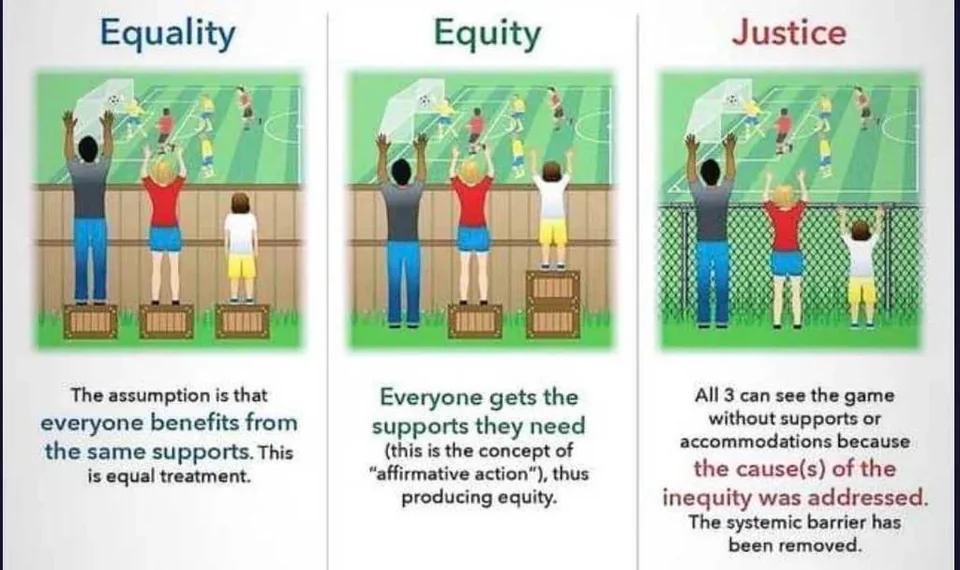 Equality
The assumption is that
everyone benefits from
the same supports. This
is equal treatment.
Equity
Everyone gets the
supports they need
(this is the concept of
"affirmative action"), thus
producing equity.
Justice
All 3 can see the game
without supports or
accommodations because
the cause(s) of the
inequity was addressed.
The systemic barrier has
been removed.